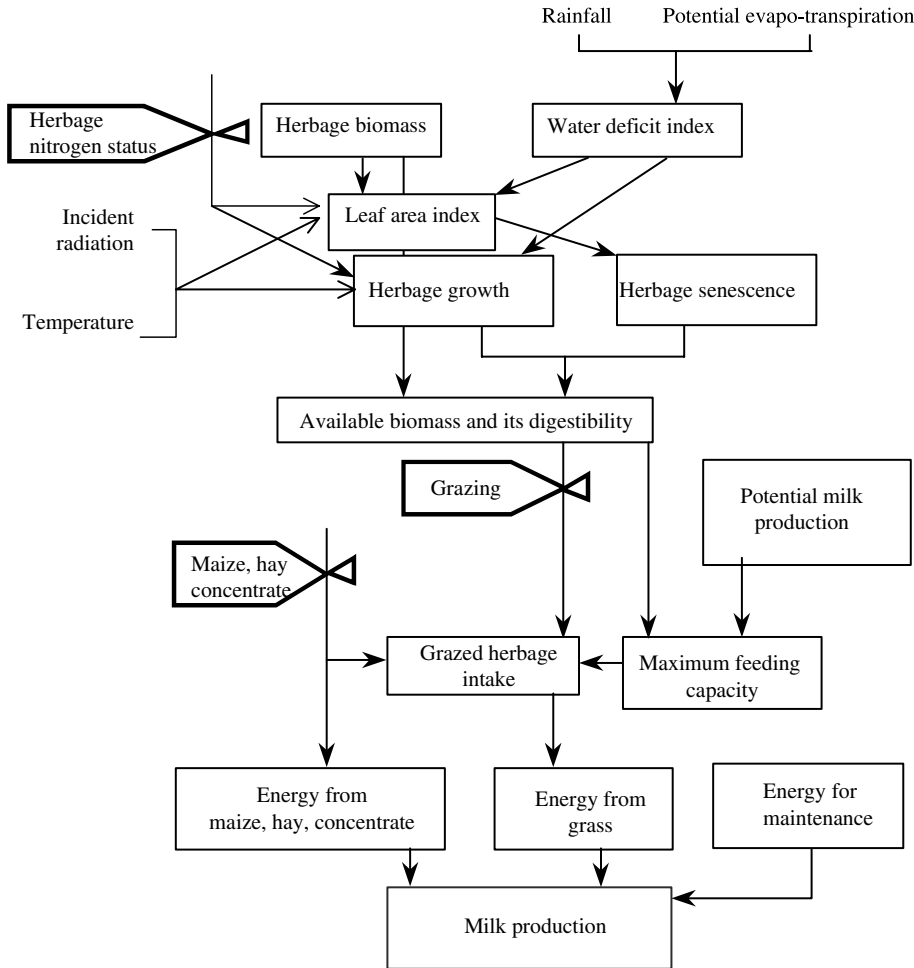 Rainfall
Potential evapo-transpiration
Herbage
nitrogen status
Herbage biomass
Water deficit index
Leaf area index
Incident
radiation
Herbage growth
Herbage senescence
Temperature
Available biomass and its digestibility
Grazing
Potential milk
production
Maize, hay
concentrate
Grazed herbage
intake
Maximum feeding
capacity
Energy from
maize, hay, concentrate
Energy from
grass
Energy for
maintenance
Milk production